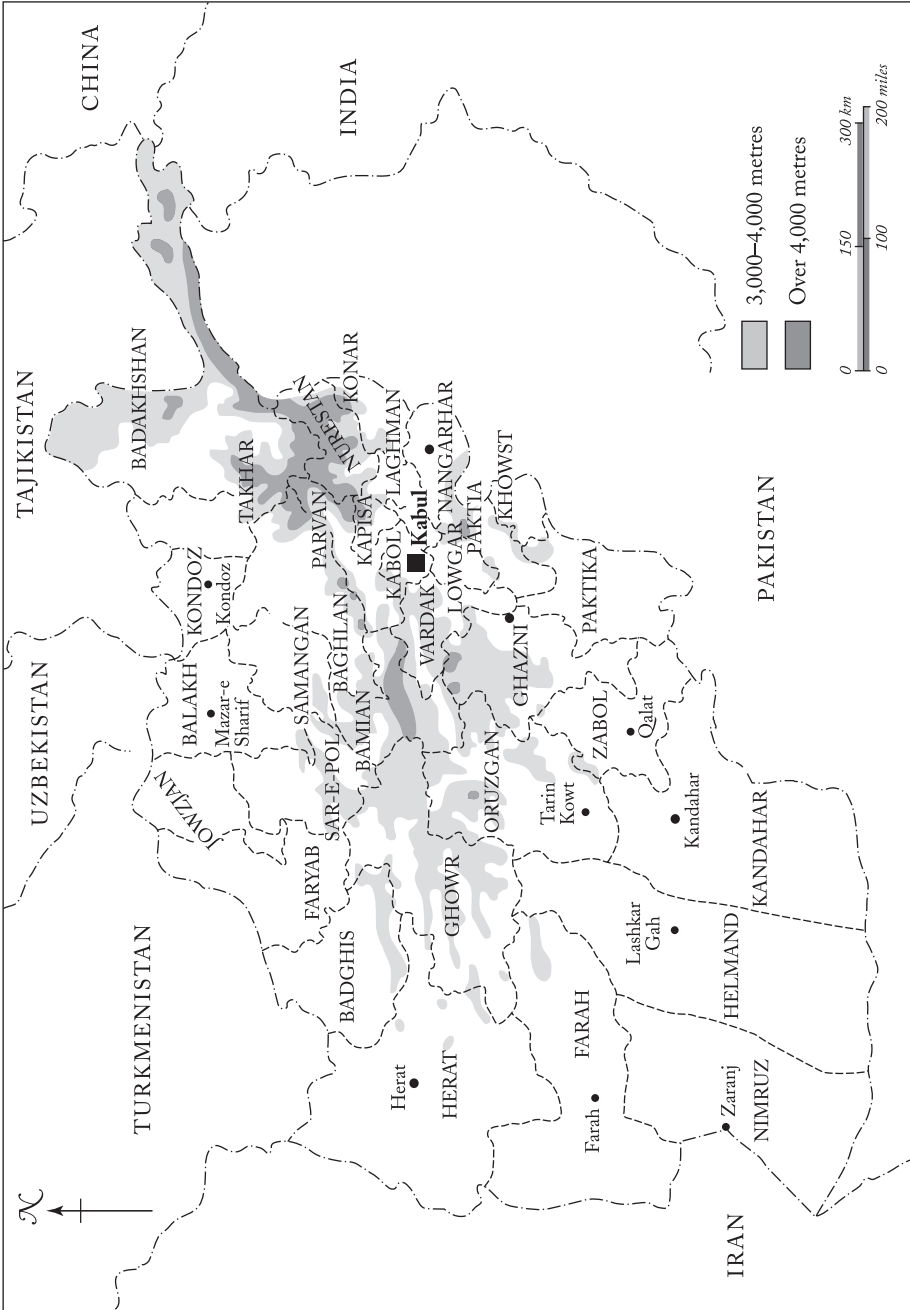 N
CHINA
TAJIKISTAN
UZBEKISTAN
TURKMENISTAN
INDIA
BADAKHSHAN
TAKHAR
KONDOZ
Kondoz
BALAKH
Mazar-e
Sharif
JOWZJAN
SAMANGAN
BAGHLAN
SAR-E-POL
BAMIAN
FARYAB
BADGHIS
PARVAN
NURESTAN
KONAR
KAPISA
LAGHMAN
KABOL
Kabul
NANGARHAR
VARDAK
LOWGAR
PAKTIA
KHOWST
Herat
HERAT
GHOWR
ORUZGAN
GHAZNI
PAKTIKA
Tarin
Kowt
ZABOL
Qalat
FARAH
Farah
Lashkar
Gah
Kandahar
KANDAHAR
HELMAND
Zaranj
NIMRUZ
IRAN
PAKISTAN
3,000–4,000 metres
Over 4,000 metres
0 150 300 km
0 100 200 miles